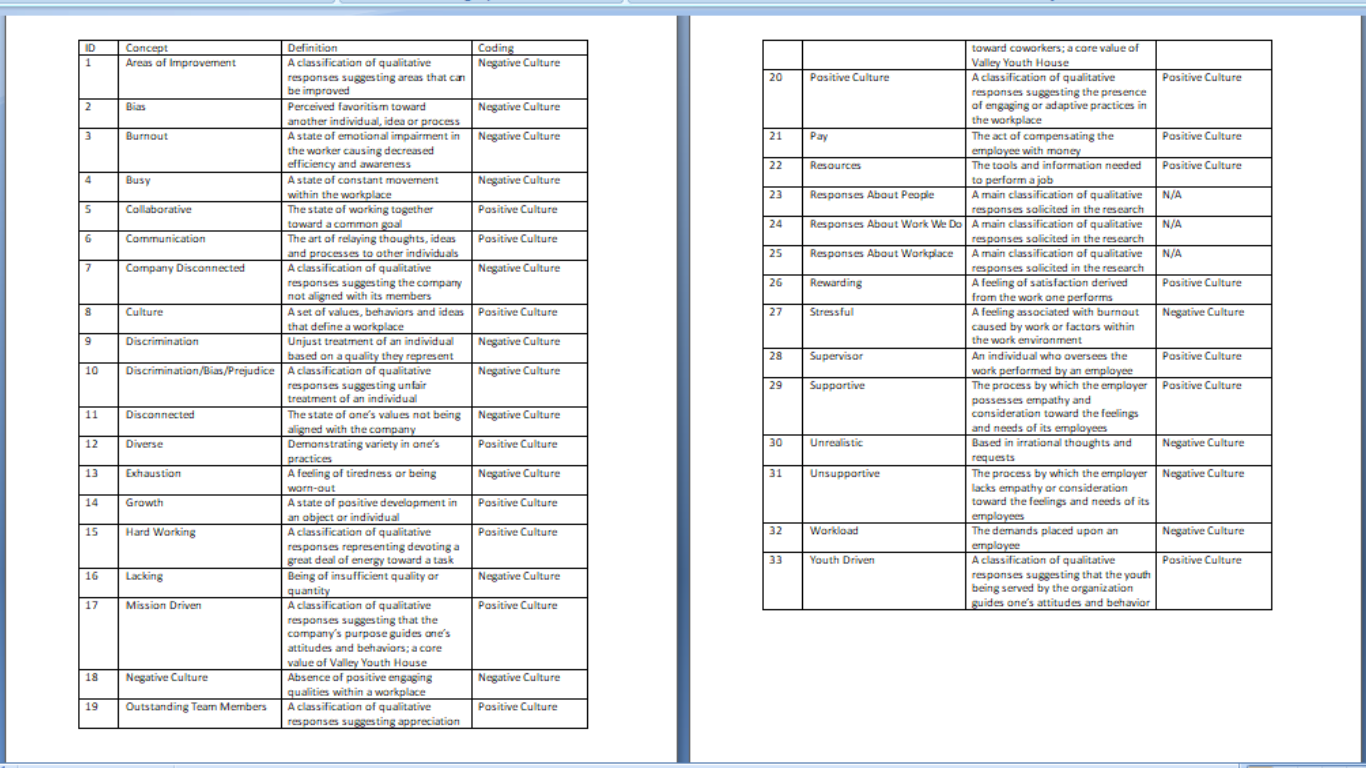 ID Concept Definition Coding
1 Areas of Improvement A classification of qualitative Negative Culture
responses suggesting areas that can
be improved
2 Bias Perceived favoritism toward Negative Culture
another individual, idea or process
3 Burnout A state of emotional impairment in Negative Culture
the worker causing decreased
efficiency and awareness
4 Busy A state of constant movement Negative Culture
within the workplace
5 Collaborative The state of working together Positive Culture
toward a common goal
6 Communication The art of relaying thoughts, ideas Positive Culture
and processes to other individuals
7 Company Disconnected A classification of qualitative Negative Culture
responses suggesting the company
not aligned with its members
8 Culture A set of values, behaviors and ideas Positive Culture
that define a workplace
9 Discrimination Unjust treatment of an individual Negative Culture
based on a quality they represent
10 Discrimination/Bias/Prejudice A classification of qualitative Negative Culture
responses suggesting unfair
treatment of an individual
11 Disconnected The state of one's values not being Negative Culture
aligned with the company
12 Diverse Demonstrating variety in one's Positive Culture
practices
13 Exhaustion A feeling of tiredness or being Negative Culture
worn-out
14 Growth A state of positive development in Positive Culture
an object or individual
15 Hard Working A classification of qualitative Positive Culture
responses representing devoting a
great deal of energy toward a task
16 Lacking Being of insufficient quality or Negative Culture
quantity
17 Mission Driven A classification of qualitative Positive Culture
responses suggesting that the
company's purpose guides one's
attitudes and behaviors; a core
value of Valley Youth House
18 Negative Culture Absence of positive engaging Negative Culture
qualities within a workplace
19 Outstanding Team Members A classification of qualitative Positive Culture
responses suggesting appreciation
toward coworkers; a core value of
Valley Youth House
20 Positive Culture A classification of qualitative Positive Culture
responses suggesting the presence
of engaging or adaptive practices in
the workplace
21 Pay The act of compensating the Positive Culture
employee with money
22 Resources The tools and information needed Positive Culture
to perform a job
23 Responses About People A main classification of qualitative N/A
responses solicited in the research
24 Responses About Work We Do A main classification of qualitative N/A
responses solicited in the research
25 Responses About Workplace A main classification of qualitative N/A
responses solicited in the research
26 Rewarding A feeling of satisfaction derived Positive Culture
from the work one performs
27 Stressful A feeling associated with burnout Negative Culture
caused by work or factors within
the work environment
28 Supervisor An individual who oversees the Positive Culture
work performed by an employee
29 Supportive The process by which the employer Positive Culture
possesses empathy and
consideration toward the feelings
and needs of its employees
30 Unrealistic Based in irrational thoughts and Negative Culture
requests
31 Unsupportive The process by which the employer Negative Culture
lacks empathy or consideration
toward the feelings and needs of its
employees
32 Workload The demands placed upon an Negative Culture
employee
33 Youth Driven A classification of qualitative Positive Culture
responses suggesting that the youth
being served by the organization
guides one's attitudes and behavior